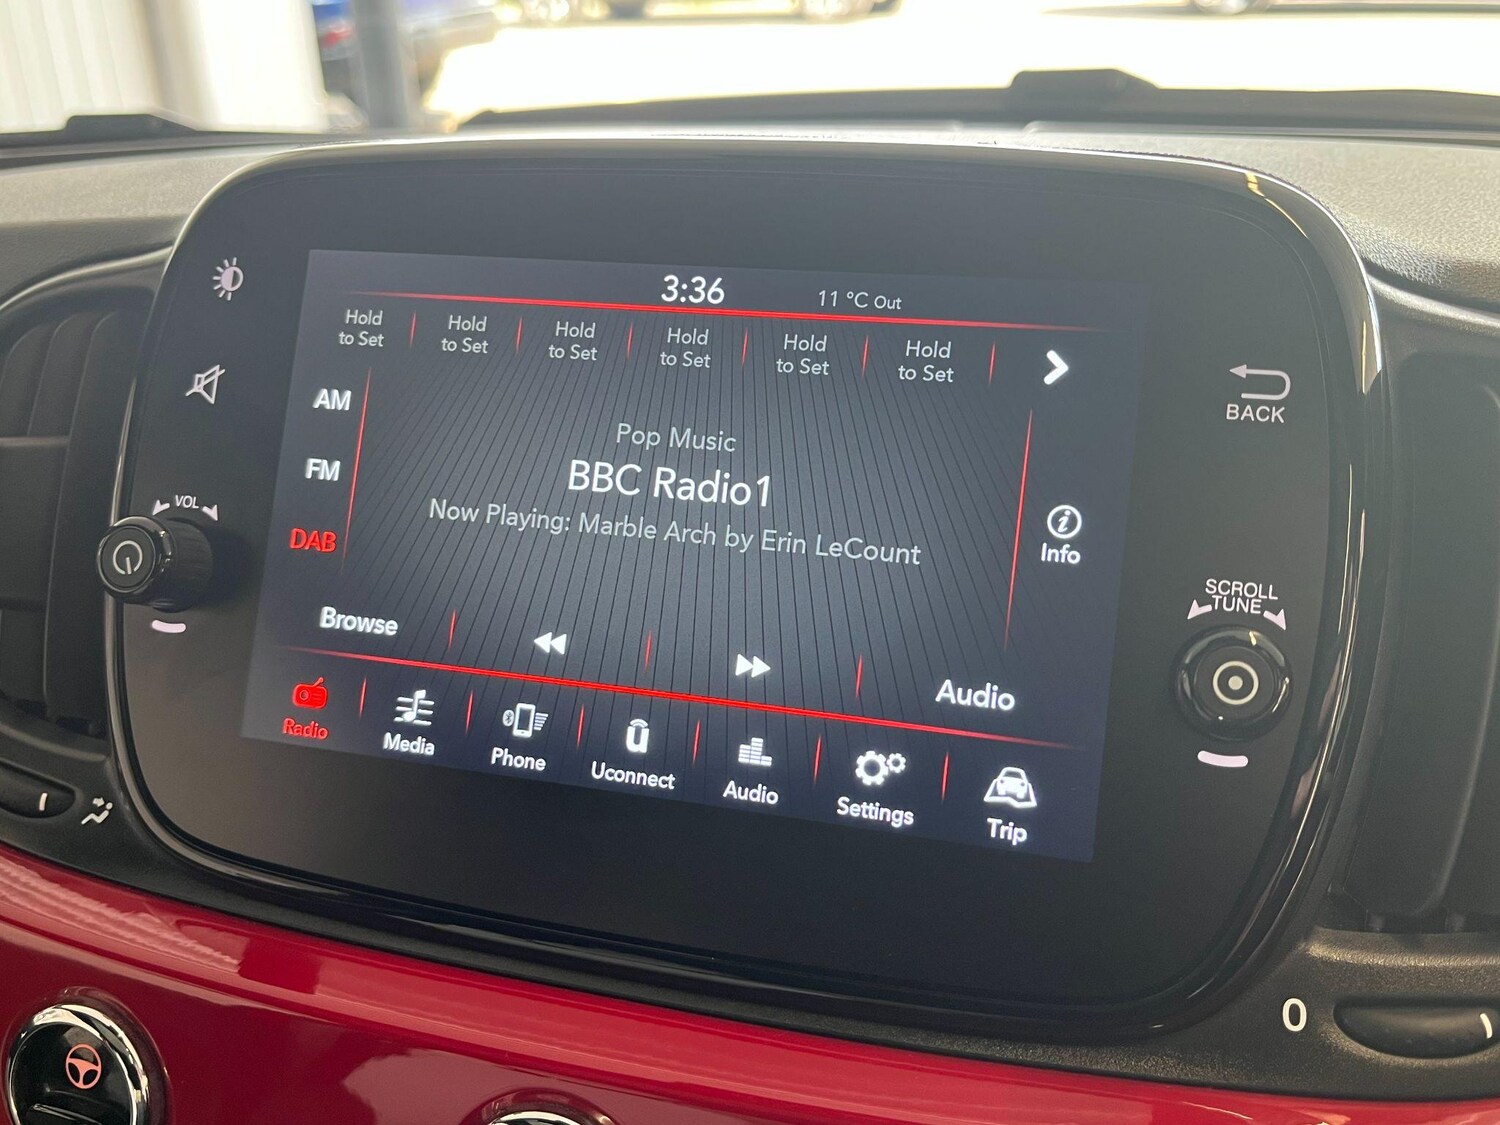 3:36
11 °C Out
Hold
to Set
Hold
to Set
Hold
to Set
Hold
to Set
Hold
to Set
Hold
to Set
AM
FM
DAB
Pop Music
BBC Radio1
Now Playing: Marble Arch by Erin LeCount
Info
Browse
Audio
Radio
Media
Phone
Uconnect
Audio
Settings
Trip
VOL
BACK
SCROLL
TUNE
0